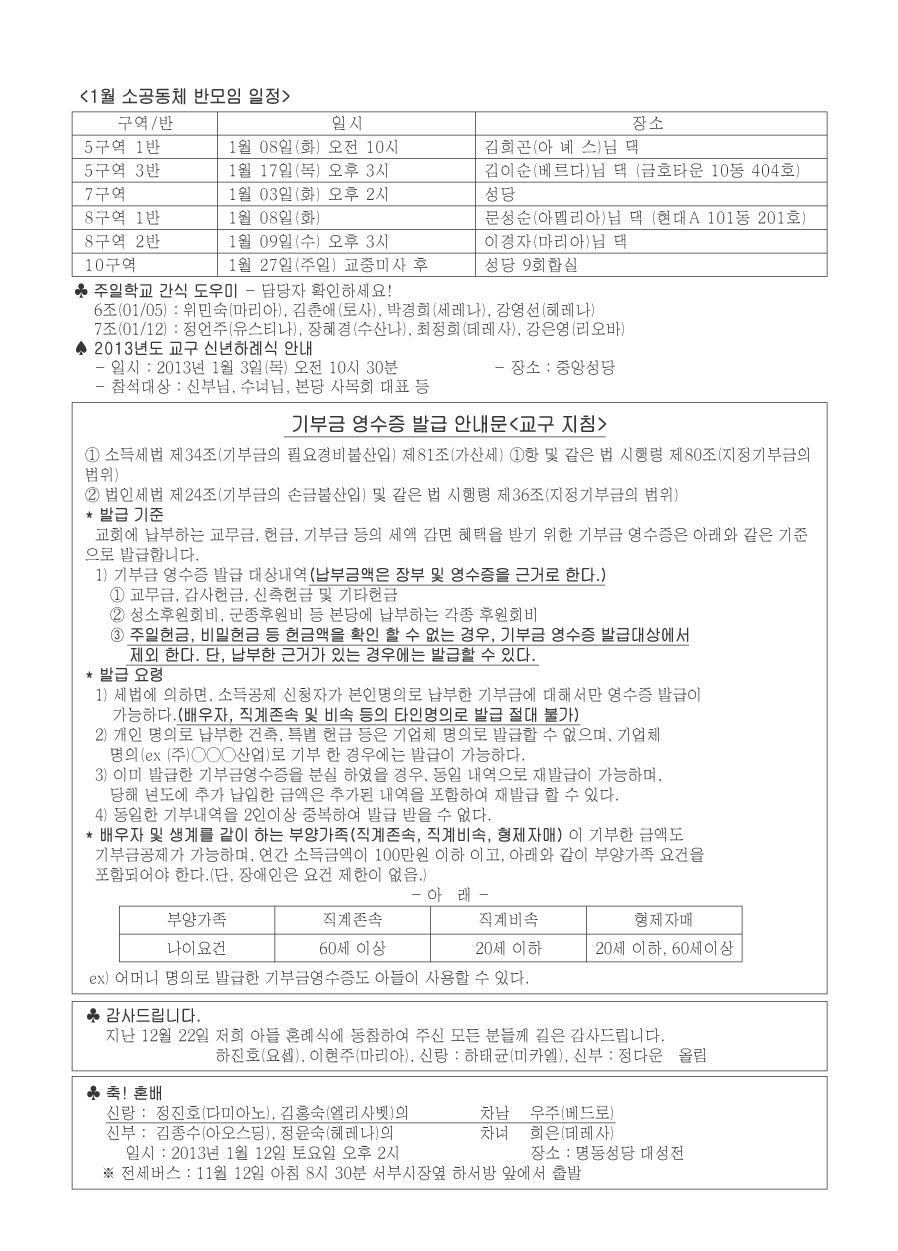 <1월 소공동체 반모임 일정>
구역/반 일시 장소
5구역 1반 1월 08일(화) 오전 10시 김희곤(아 녜 스)님 댁
5구역 3반 1월 17일(목) 오후 3시 김이순(베르다)님 댁 (금호타운 10동 404호)
7구역 1월 03일(화) 오후 2시 성당
8구역 1반 1월 08일(화) 문성순(아멜리아)님 댁 (현대A 101동 201호)
8구역 2반 1월 09일(수) 오후 3시 이경자(마리아)님 댁
10구역 1월 27일(주일) 교중미사 후 성당 9회합실
♣ 주일학교 간식 도우미 - 담당자 확인하세요!
6조(01/05) : 위민숙(마리아), 김춘애(로사), 박경희(세레나), 강영선(헤레나)
7조(01/12) : 정언주(유스티나), 장혜경(수산나), 최정희(데레사), 강은영(리오바)
♠ 2013년도 교구 신년하례식 안내
- 일시 : 2013년 1월 3일(목) 오전 10시 30분 - 장소 : 중앙성당
- 참석대상 : 신부님, 수녀님, 본당 사목회 대표 등
기부금 영수증 발급 안내문<교구 지침>
① 소득세법 제34조(기부금의 필요경비불산입) 제81조(가산세) ①항 및 같은 법 시행령 제80조(지정기부금의
범위)
② 법인세법 제24조(기부금의 손금불산입) 및 같은 법 시행령 제36조(지정기부금의 범위)
* 발급 기준
교회에 납부하는 교무금, 헌금, 기부금 등의 세액 감면 혜택을 받기 위한 기부금 영수증은 아래와 같은 기준
으로 발급합니다.
1) 기부금 영수증 발급 대상내역(납부금액은 장부 및 영수증을 근거로 한다.)
① 교무금, 감사헌금, 신축헌금 및 기타헌금
② 성소후원회비, 군종후원비 등 본당에 납부하는 각종 후원회비
③ 주일헌금, 비밀헌금 등 헌금액을 확인 할 수 없는 경우, 기부금 영수증 발급대상에서
제외 한다. 단, 납부한 근거가 있는 경우에는 발급할 수 있다.
* 발급 요령
1) 세법에 의하면, 소득공제 신청자가 본인명의로 납부한 기부금에 대해서만 영수증 발급이
가능하다.(배우자, 직계존속 및 비속 등의 타인명의로 발급 절대 불가)
2) 개인 명의로 납부한 건축, 특별 헌금 등은 기업체 명의로 발급할 수 없으며, 기업체
명의(ex (주)○○○산업)로 기부 한 경우에는 발급이 가능하다.
3) 이미 발급한 기부금영수증을 분실 하였을 경우, 동일 내역으로 재발급이 가능하며,
당해 년도에 추가 납입한 금액은 추가된 내역을 포함하여 재발급 할 수 있다.
4) 동일한 기부내역을 2인이상 중복하여 발급 받을 수 없다.
* 배우자 및 생계를 같이 하는 부양가족(직계존속, 직계비속, 형제자매) 이 기부한 금액도
기부금공제가 가능하며, 연간 소득금액이 100만원 이하 이고, 아래와 같이 부양가족 요건을
포함되어야 한다.(단, 장애인은 요건 제한이 없음.)
- 아 래 -
부양가족 직계존속 직계비속 형제자매
나이요건 60세 이상 20세 이하 20세 이하, 60세이상
ex) 어머니 명의로 발급한 기부금영수증도 아들이 사용할 수 있다.
♣ 감사드립니다.
지난 12월 22일 저희 아들 혼례식에 동참하여 주신 모든 분들께 깊은 감사드립니다.
하진호(요셉), 이현주(마리아), 신랑 : 하태균(미카엘), 신부 : 정다운 올림
♣ 축! 혼배
신랑 : 정진호(다미아노), 김홍숙(엘리사벳)의 차남 우주(베드로)
신부 : 김종수(아오스딩), 정윤숙(헤레나)의 차녀 희은(데레사)
일시 : 2013년 1월 12일 토요일 오후 2시 장소 : 명동성당 대성전
※ 전세버스 : 11월 12일 아침 8시 30분 서부시장옆 하서방 앞에서 출발